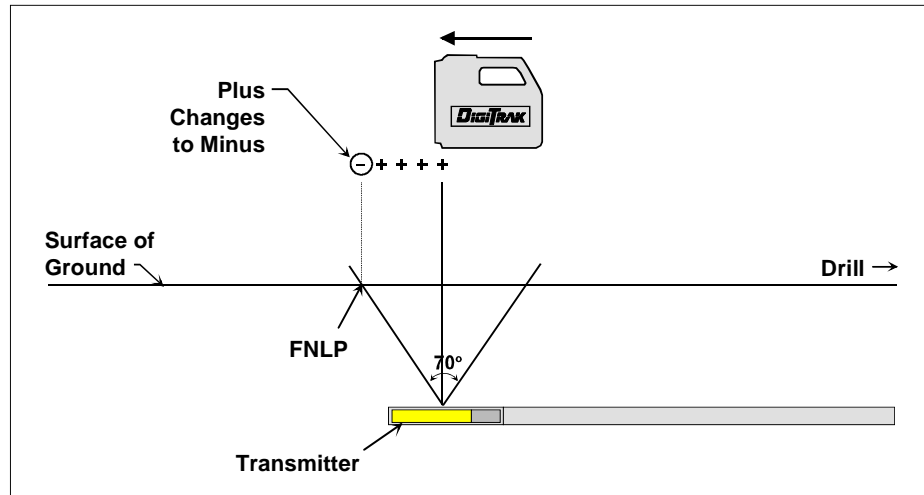 Plus
Changes
to Minus
DIGITRAK
- + + + +
Surface of
Ground
Drill
FNLP
70°
Transmitter